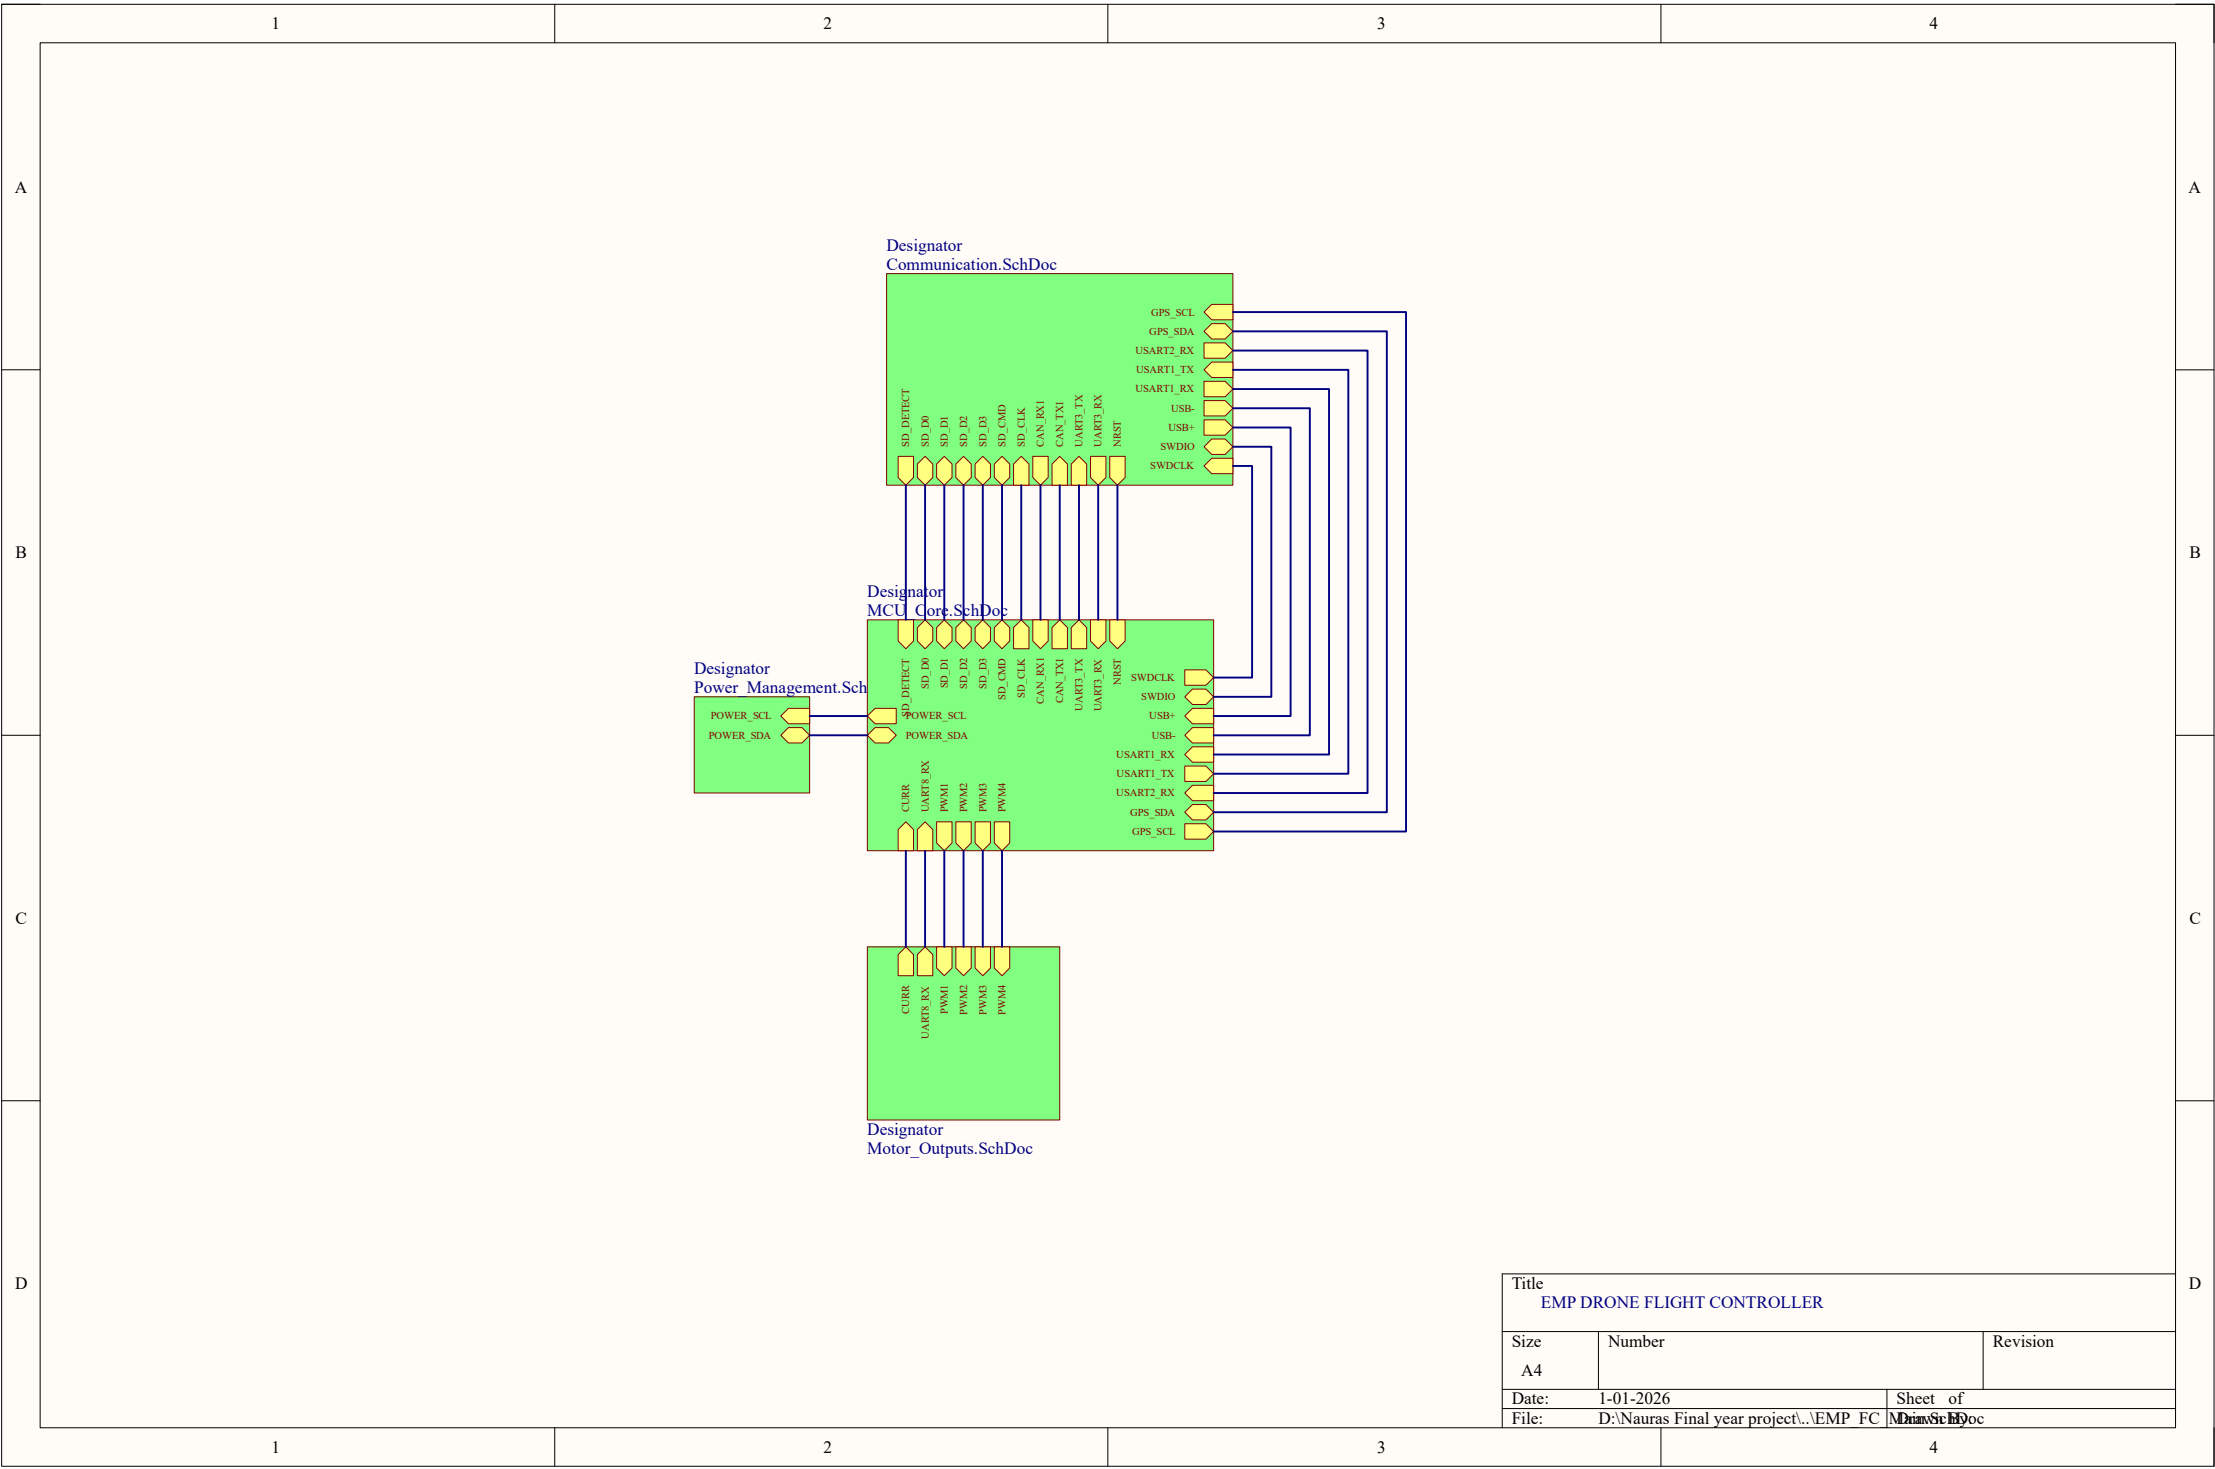 1 2 3 4
A A
B B
C C
D D
Designator
Communication.SchDoc
GPS_SCL
GPS_SDA
USART2_RX
USART1_TX
USART1_RX
USB-
USB+
SWDIO
SWDCLK
SD_DETECT
SD_D0
SD_D1
SD_D2
SD_D3
SD_CMD
SD_CLK
CAN_RX1
CAN_TX1
UART3_TX
UART3_RX
NRST
Designator
MCU_Core.SchDoc
SD_DETECT
SD_D0
SD_D1
SD_D2
SD_D3
SD_CMD
SD_CLK
CAN_RX1
CAN_TX1
UART3_TX
UART3_RX
NRST
SWDCLK
SWDIO
USB+
USB-
USART1_RX
USART1_TX
USART2_RX
GPS_SDA
GPS_SCL
Designator
Power_Management.Sch
POWER_SCL
POWER_SDA
POWER_SCL
POWER_SDA
CURR
UART8_RX
PWM1
PWM2
PWM3
PWM4
CURR
UART8_RX
PWM1
PWM2
PWM3
PWM4
Designator
Motor_Outputs.SchDoc
Title
EMP DRONE FLIGHT CONTROLLER
Size Number Revision
A4
Date: 1-01-2026 Sheet of
File: D:\Nauras Final year project\..\EMP_FC
1 2 3 4